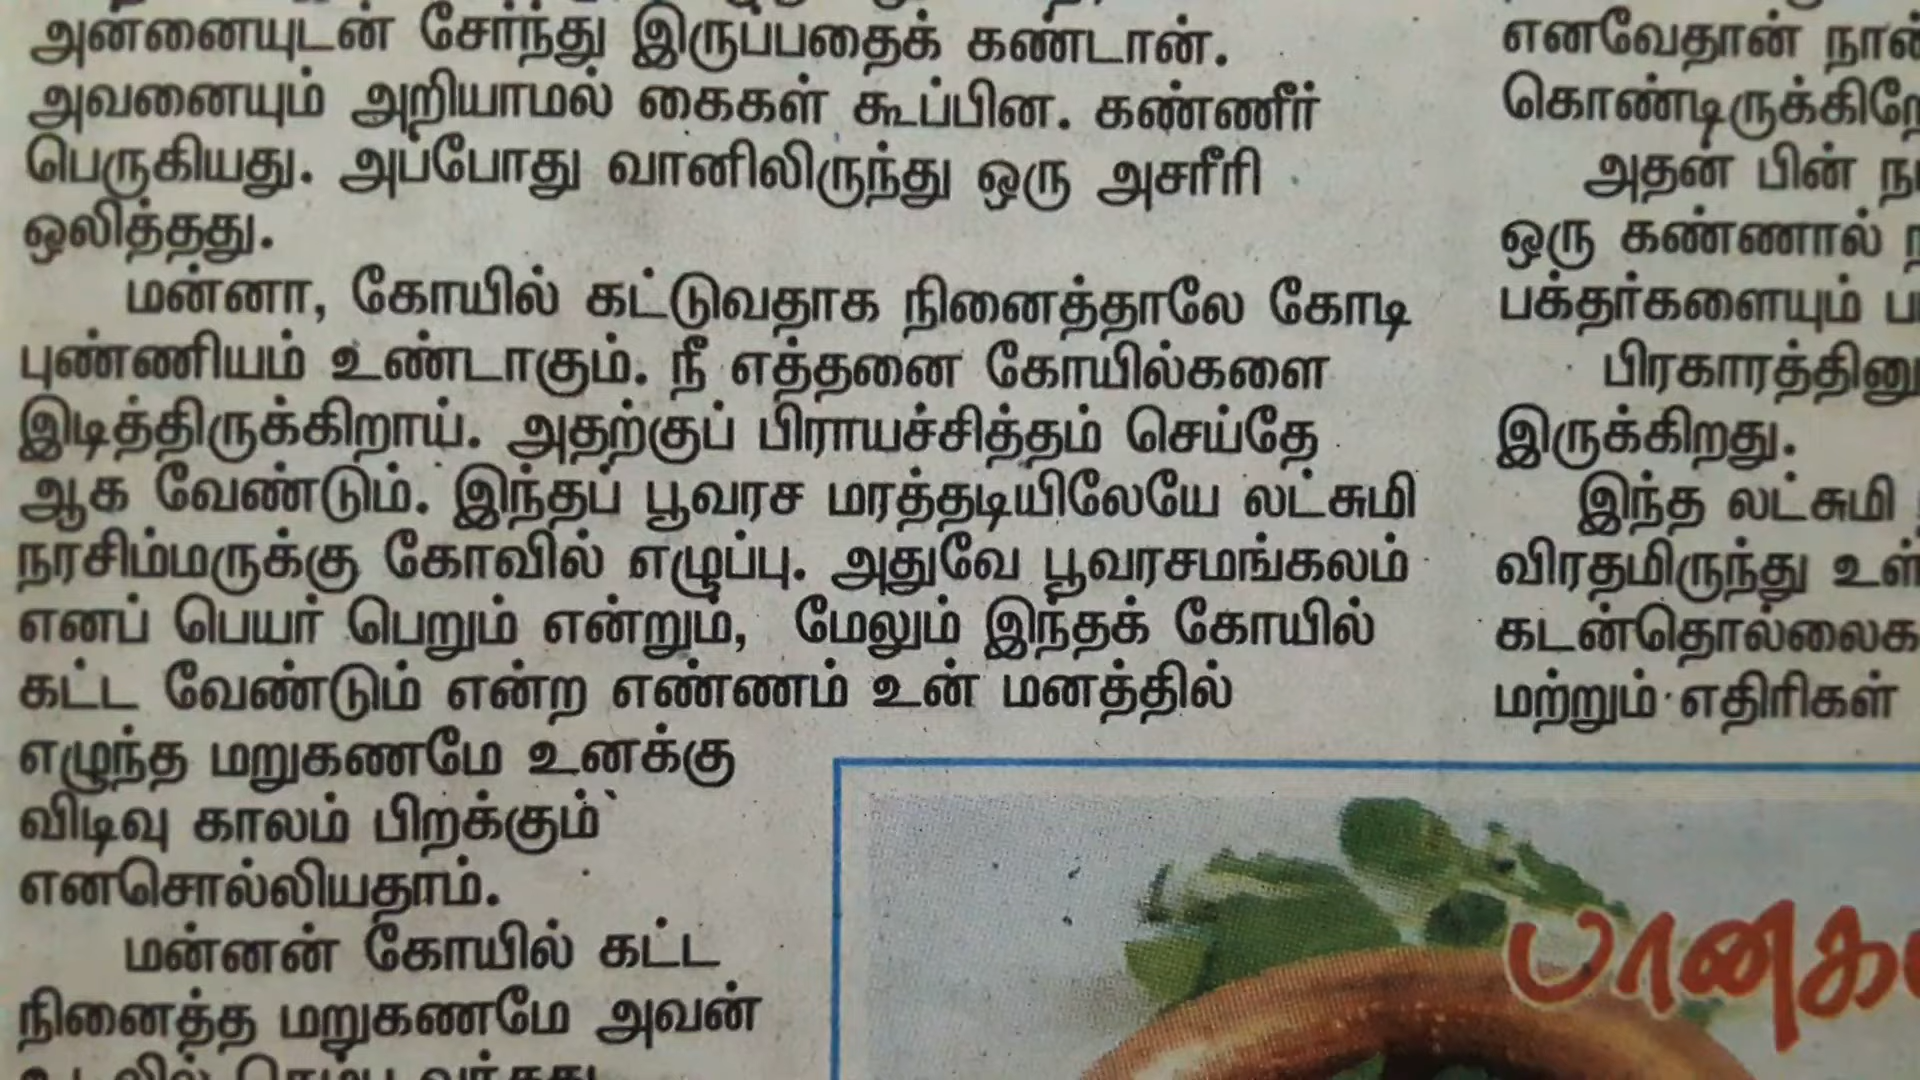 அன்னையுடன் சேர்ந்து இருப்பதைக் கண்டான்.
அவனையும் அறியாமல் கைகள் கூப்பின. கண்ணீர்
பெருகியது. அப்போது வானிலிருந்து ஒரு அசரீரி
ஒலித்தது.
மன்னா, கோயில் கட்டுவதாக நினைத்தாலே கோடி
புண்ணியம் உண்டாகும். நீ எத்தனை கோயில்களை
இடித்திருக்கிறாய். அதற்குப் பிராயச்சித்தம் செய்தே
ஆக வேண்டும். இந்தப் பூவரச மரத்தடியிலேயே லட்சுமி
நரசிம்மருக்கு கோவில் எழுப்பு. அதுவே பூவரசமங்கலம்
எனப் பெயர் பெறும் என்றும், மேலும் இந்தக் கோயில்
கட்ட வேண்டும் என்ற எண்ணம் உன் மனத்தில்
எழுந்த மறுகணமே உனக்கு
விடிவு காலம் பிறக்கும்
எனசொல்லியதாம்.
மன்னன் கோயில் கட்ட
நினைத்த மறுகணமே அவன்
எனவேதான் நான்
அதன் பின்
ஒரு கண்ணால்
பக்தர்களையும்
இருக்கிறது.
இந்த லட்சுமி
விரதமிருந்து
மற்றும் எதிரிகள்